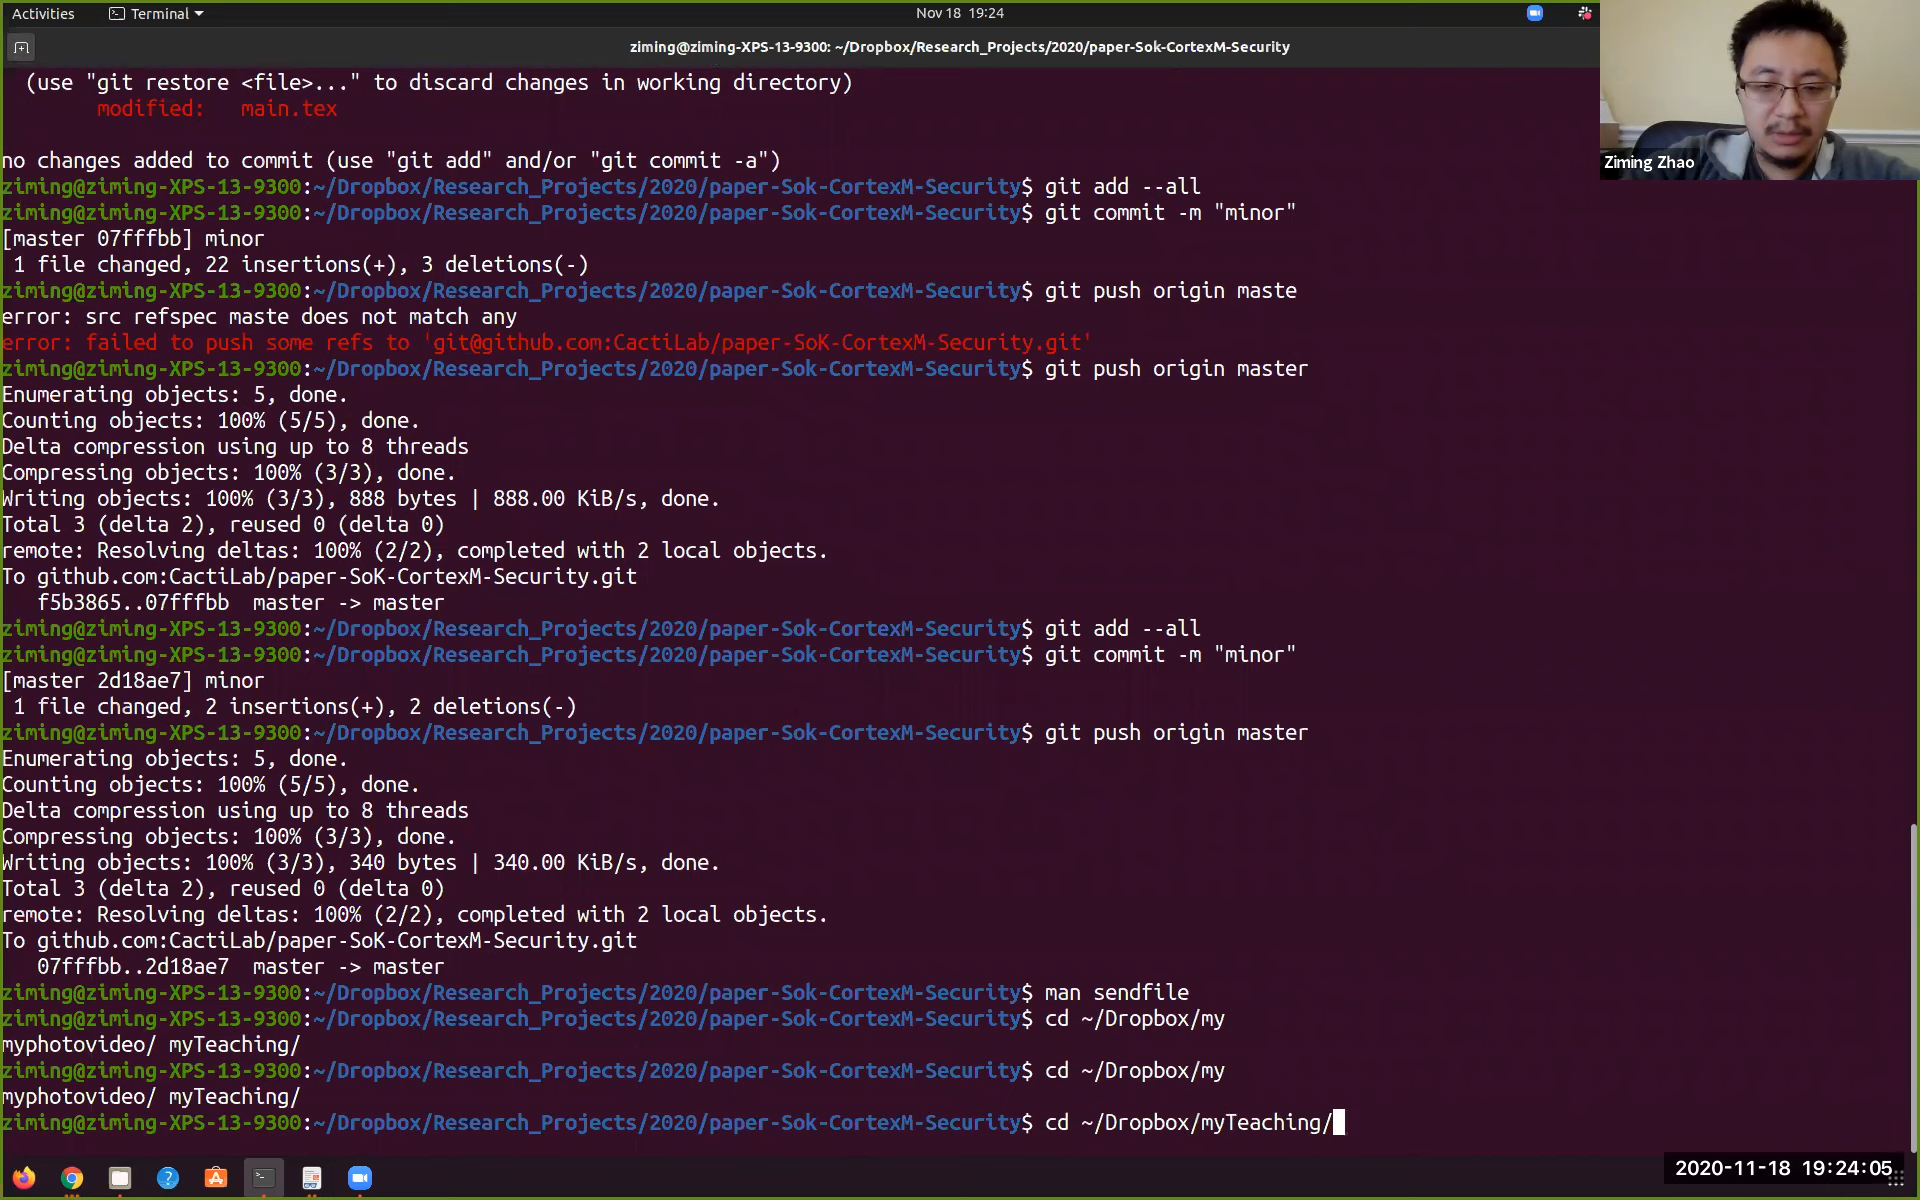 Activities
Terminal
Nov 18 19:24
ziming@ziming-XPS-13-9300: ~/Dropbox/Research_Projects/2020/paper-Sok-CortexM-Security
Ziming Zhao
(use "git restore <file>..." to discard changes in working directory)
modified: main.tex
no changes added to commit (use "git add" and/or "git commit -a")
ziming@ziming-XPS-13-9300:~/Dropbox/Research_Projects/2020/paper-Sok-CortexM-Security$ git add --all
ziming@ziming-XPS-13-9300:~/Dropbox/Research_Projects/2020/paper-Sok-CortexM-Security$ git commit -m "minor"
[master 07fffbb] minor
1 file changed, 22 insertions(+), 3 deletions(-)
ziming@ziming-XPS-13-9300:~/Dropbox/Research_Projects/2020/paper-Sok-CortexM-Security$ git push origin maste
error: src refspec maste does not match any
error: failed to push some refs to 'git@github.com:CactiLab/paper-SoK-CortexM-Security.git'
ziming@ziming-XPS-13-9300:~/Dropbox/Research_Projects/2020/paper-Sok-CortexM-Security$ git push origin master
Enumerating objects: 5, done.
Counting objects: 100% (5/5), done.
Delta compression using up to 8 threads
Compressing objects: 100% (3/3), done.
Writing objects: 100% (3/3), 888 bytes | 888.00 KiB/s, done.
Total 3 (delta 2), reused 0 (delta 0)
remote: Resolving deltas: 100% (2/2), completed with 2 local objects.
To github.com:CactiLab/paper-SoK-CortexM-Security.git
f5b3865..07fffbb master -> master
ziming@ziming-XPS-13-9300:~/Dropbox/Research_Projects/2020/paper-Sok-CortexM-Security$ git add --all
ziming@ziming-XPS-13-9300:~/Dropbox/Research_Projects/2020/paper-Sok-CortexM-Security$ git commit -m "minor"
[master 2d18ae7] minor
1 file changed, 2 insertions(+), 2 deletions(-)
ziming@ziming-XPS-13-9300:~/Dropbox/Research_Projects/2020/paper-Sok-CortexM-Security$ git push origin master
Enumerating objects: 5, done.
Counting objects: 100% (5/5), done.
Delta compression using up to 8 threads
Compressing objects: 100% (3/3), done.
Writing objects: 100% (3/3), 340 bytes | 340.00 KiB/s, done.
Total 3 (delta 2), reused 0 (delta 0)
remote: Resolving deltas: 100% (2/2), completed with 2 local objects.
To github.com:CactiLab/paper-SoK-CortexM-Security.git
07fffbb..2d18ae7 master -> master
ziming@ziming-XPS-13-9300:~/Dropbox/Research_Projects/2020/paper-Sok-CortexM-Security$ man sendfile
ziming@ziming-XPS-13-9300:~/Dropbox/Research_Projects/2020/paper-Sok-CortexM-Security$ cd ~/Dropbox/my
myphotovideo/ myTeaching/
ziming@ziming-XPS-13-9300:~/Dropbox/Research_Projects/2020/paper-Sok-CortexM-Security$ cd ~/Dropbox/my
myphotovideo/ myTeaching/
ziming@ziming-XPS-13-9300:~/Dropbox/Research_Projects/2020/paper-Sok-CortexM-Security$ cd ~/Dropbox/myTeaching/
2020-11-18 19:24:05